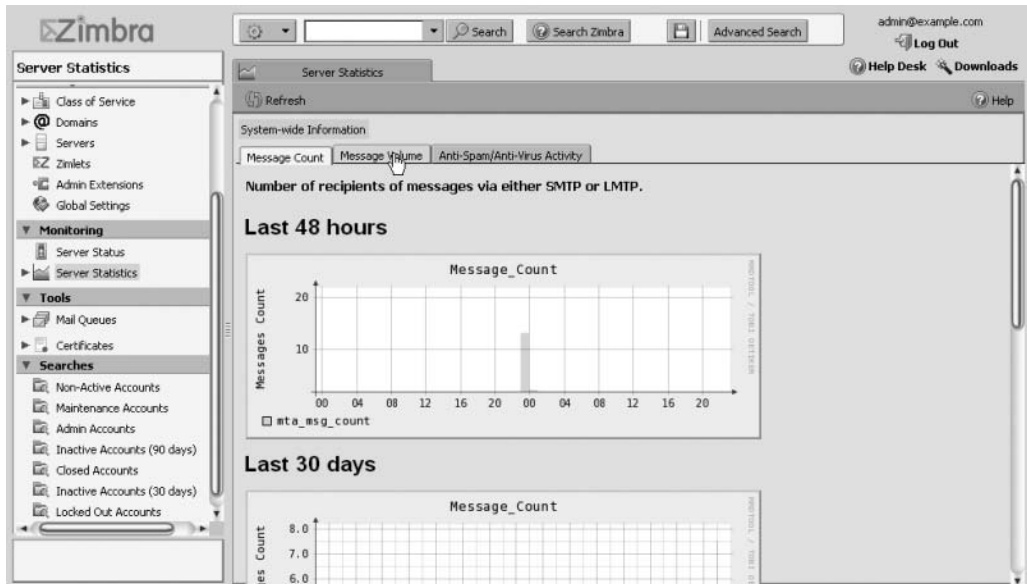 Zimbra
Search
Search Zimbra
Advanced Search
admin@example.com
Log Out
Help Desk
Downloads
Server Statistics
Class of Service
Domains
Servers
Zimlets
Admin Extensions
Global Settings
Monitoring
Server Status
Server Statistics
Tools
Mail Queues
Certificates
Searches
Non-Active Accounts
Maintenance Accounts
Admin Accounts
Inactive Accounts (90 days)
Closed Accounts
Inactive Accounts (30 days)
Locked Out Accounts
Server Statistics
Refresh
Help
System-wide Information
Message Count
Message Volume
Anti-Spam/Anti-Virus Activity
Number of recipients of messages via either SMTP or LMTP.
Last 48 hours
Message_Count
Messages Count
20
10
00 04 08 12 16 20 00 04 08 12 16 20
mta_msg_count
RRDTOOL / TOBI OETIKER
Last 30 days
Message_Count
8.0
7.0
6.0
es Count